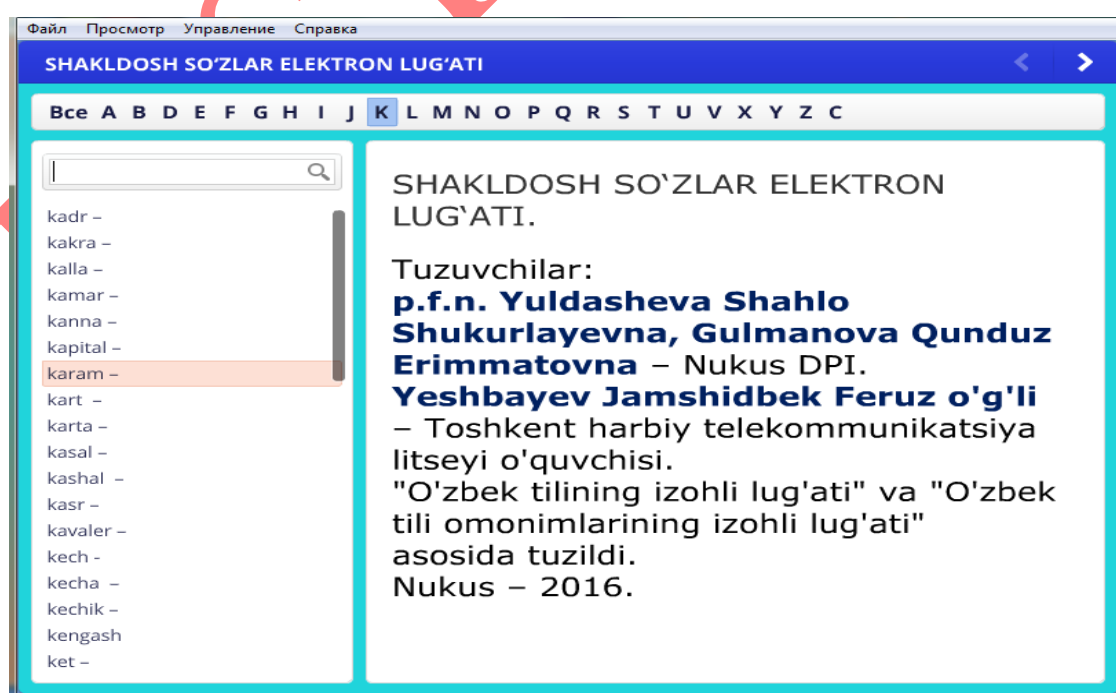 Файл Просмотр Управление Справка
SHAKLDOSH SO‘ZLAR ELEKTRON LUG‘ATI
Все A B D E F G H I J K L M N O P Q R S T U V X Y Z C
kadr –
kakra –
kalla –
kamar –
kanna –
kapital –
karam –
kart –
karta –
kasal –
kashal –
kasr –
kavaler –
kech -
kecha –
kechik –
kengash
ket –
SHAKLDOSH SO‘ZLAR ELEKTRON
LUG‘ATI.
Tuzuvchilar:
p.f.n. Yuldasheva Shahlo
Shukurlayevna, Gulmanova Qunduz
Erimmatovna – Nukus DPI.
Yeshbayev Jamshidbek Feruz o'g'li
– Toshkent harbiy telekommunikatsiya
litseyi o'quvchisi.
"O'zbek tilining izohli lug'ati" va "O'zbek
tili omonimlarining izohli lug'ati"
asosida tuzildi.
Nukus – 2016.